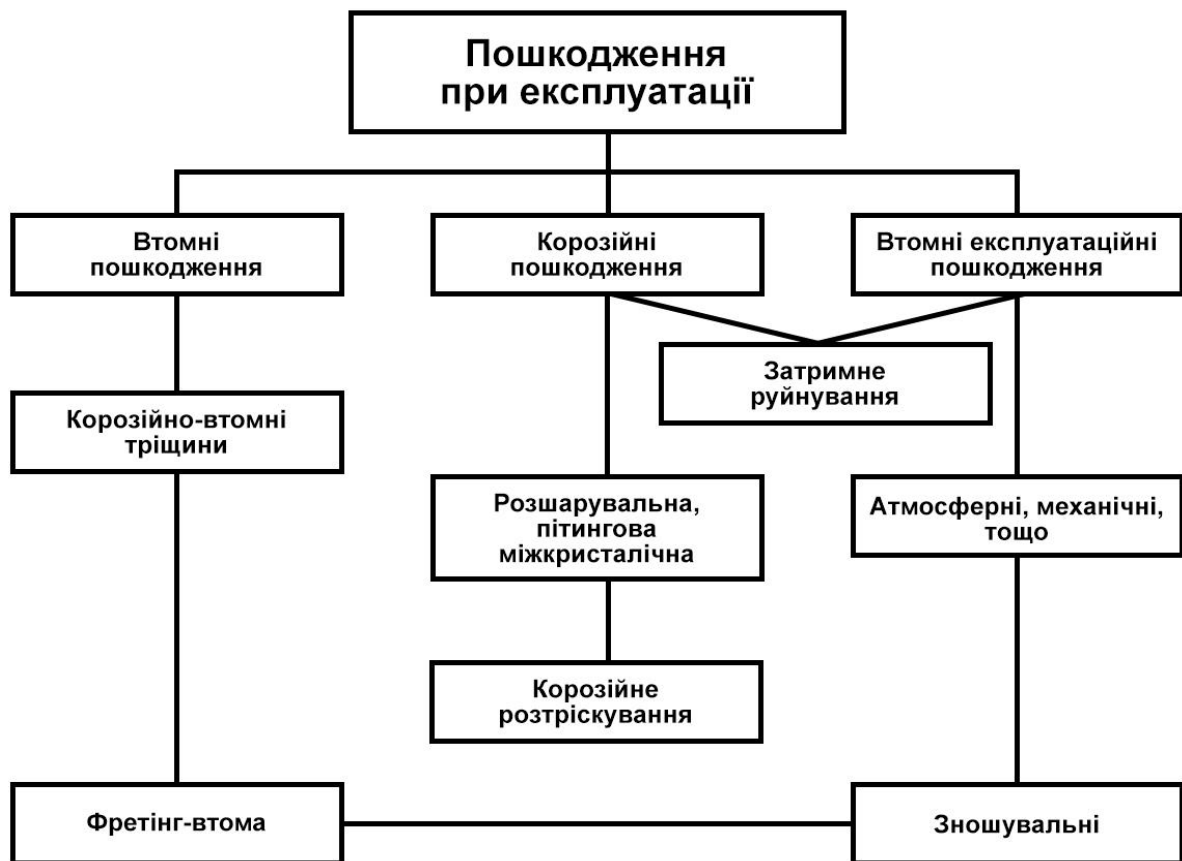 Пошкодження
при експлуатації
Втомні
пошкодження
Корозійні
пошкодження
Втомні експлуатаційні
пошкодження
Затримне
руйнування
Корозійно-втомні
тріщини
Розшарувальна,
пітингова
міжкристалічна
Атмосферні, механічні,
тощо
Корозійне
розтріскування
Фретінг-втома
Зношувальні